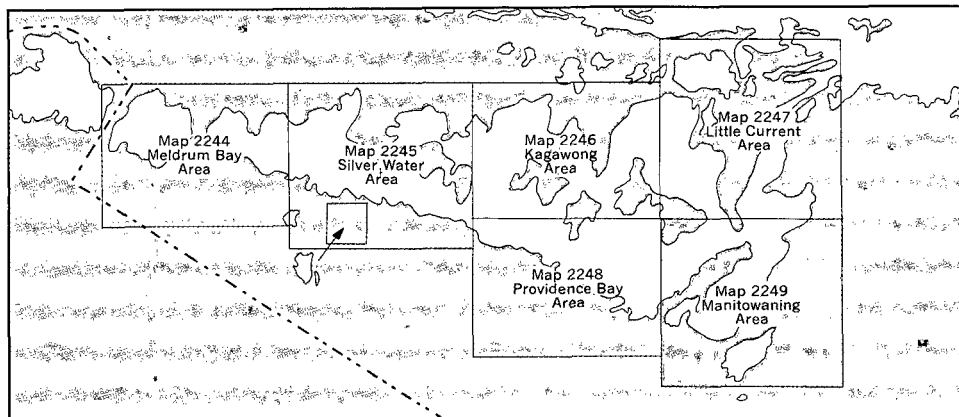 Map 2244
Meldrum Bay
Area
Map 2245
Silver Water
Area
Map 2246
Kagawong
Area
Map 2247
Little Current
Area
Map 2248
Providence Bay
Area
Map 2249
Manitowaning
Area